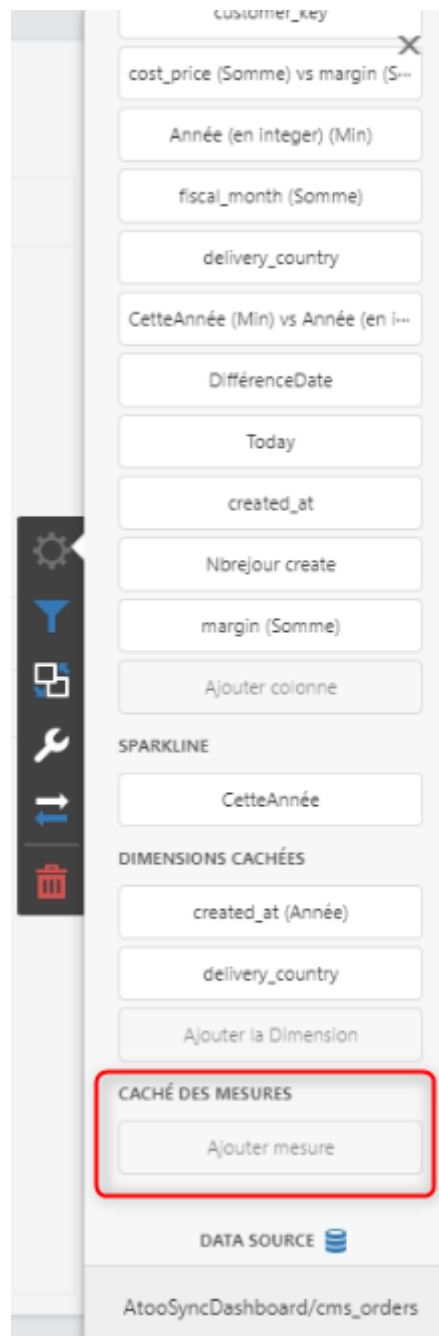 customer_key
cost_price (Somme) vs margin (S...
Année (en integer) (Min)
fiscal_month (Somme)
delivery_country
CetteAnnée (Min) vs Année (en i...
DifférenceDate
Today
created_at
Nbrejour create
margin (Somme)
Ajouter colonne
SPARKLINE
CetteAnnée
DIMENSIONS CACHÉES
created_at (Année)
delivery_country
Ajouter la Dimension
CACHÉ DES MESURES
Ajouter mesure
DATA SOURCE
AtooSyncDashboard/cms_orders